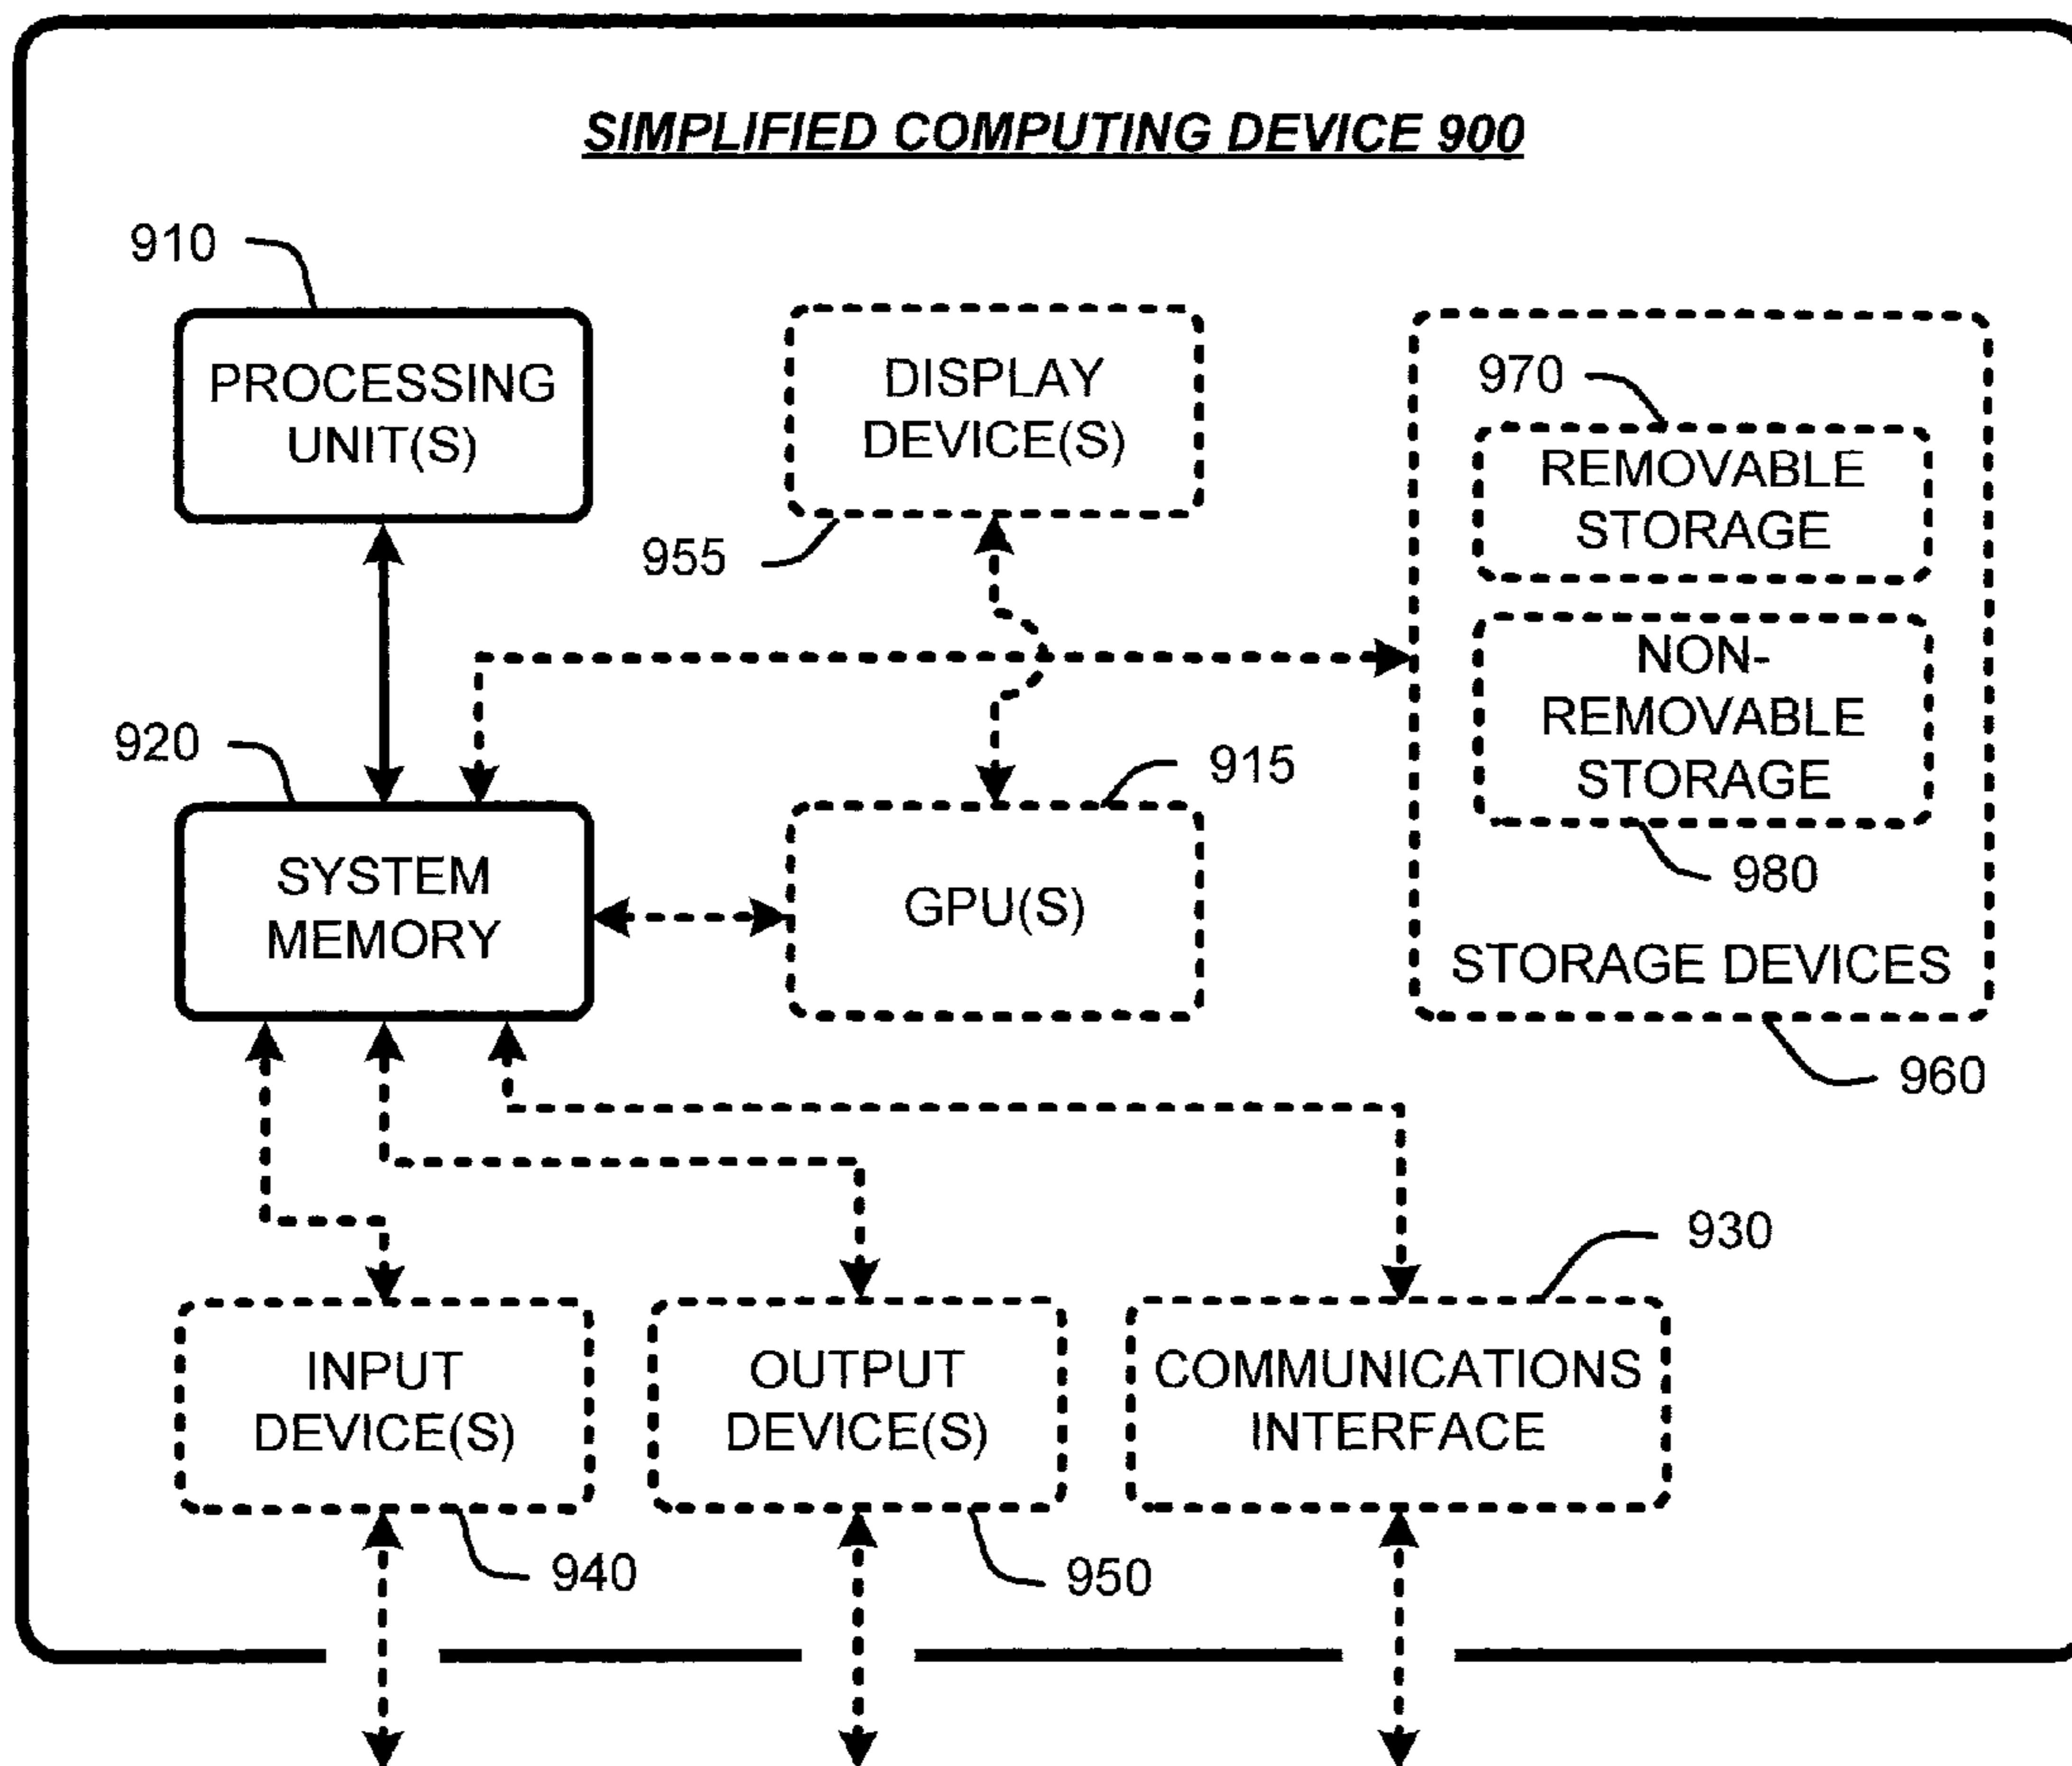 SIMPLIFIED COMPUTING DEVICE 900
910
PROCESSING
UNIT(S)
DISPLAY
DEVICE(S)
955
970
REMOVABLE
STORAGE
NON-
REMOVABLE
STORAGE
980
STORAGE DEVICES
960
920
SYSTEM
MEMORY
915
GPU(S)
930
INPUT
DEVICE(S)
940
OUTPUT
DEVICE(S)
950
COMMUNICATIONS
INTERFACE